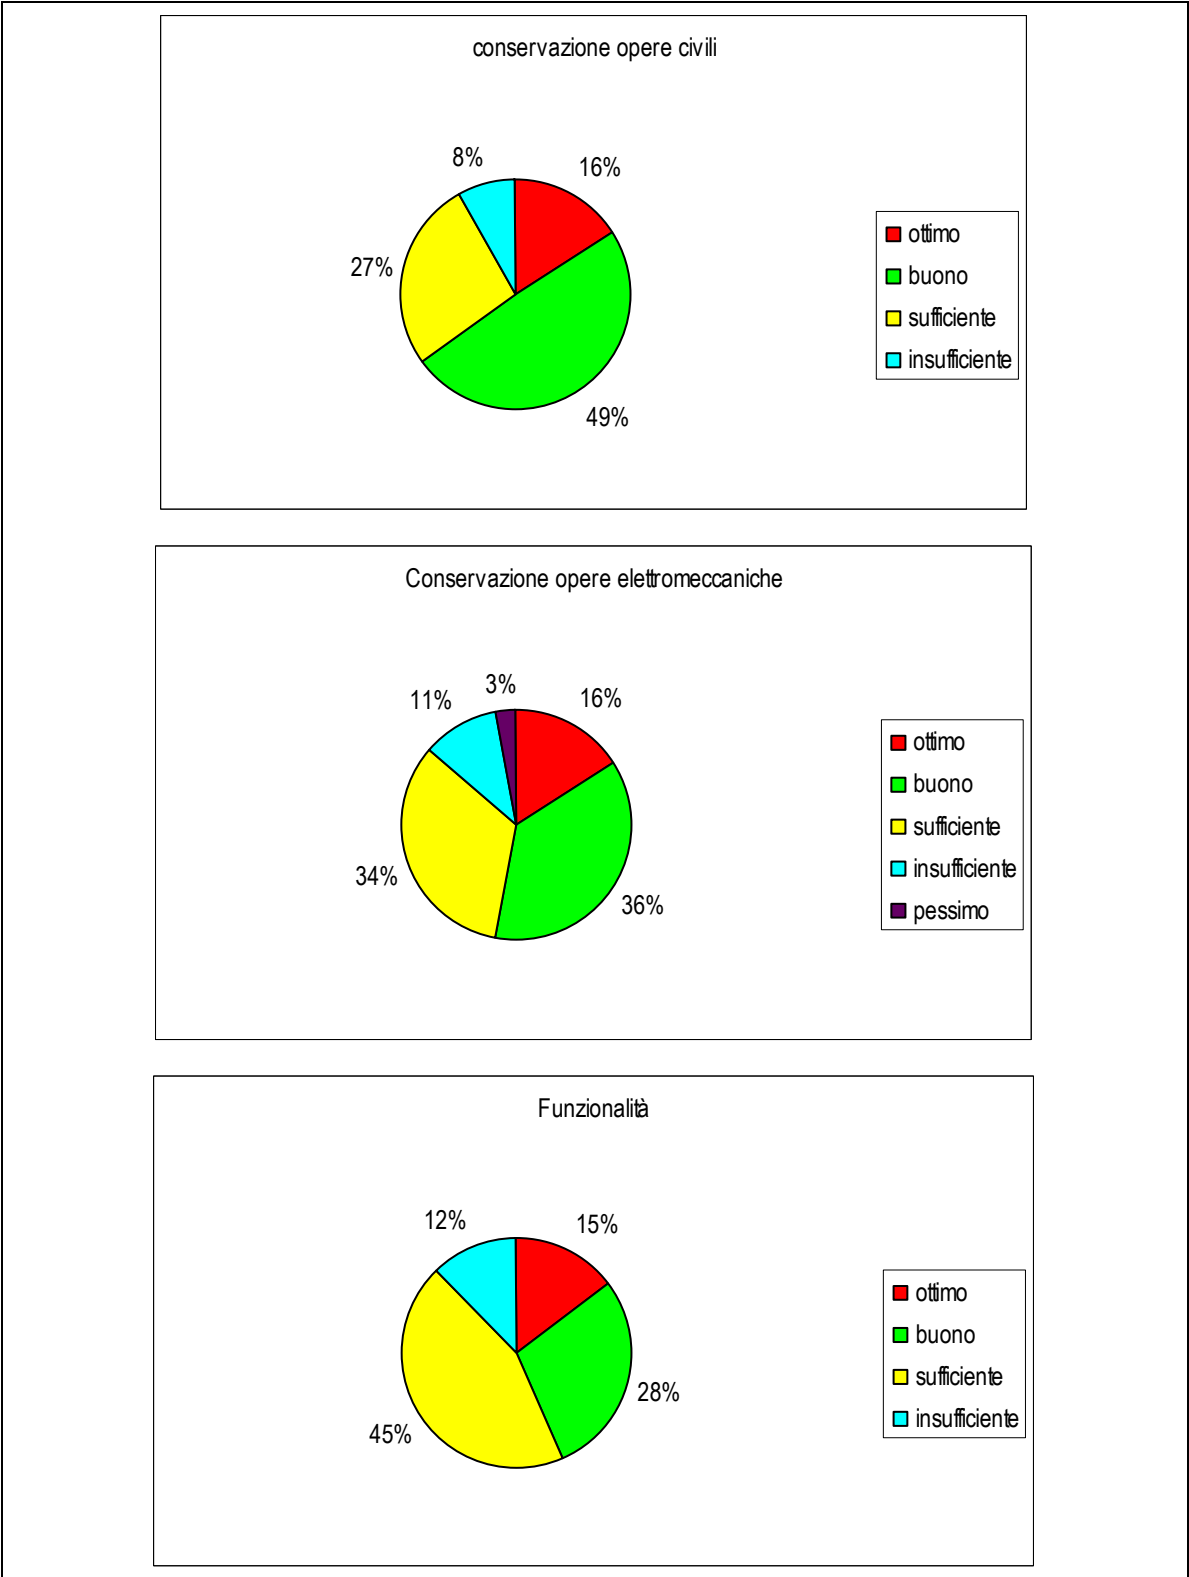 conservazione opere civili
8%
16%
27%
49%
ottimo
buono
sufficiente
insufficiente
Conservazione opere elettromeccaniche
3%
11%
16%
34%
36%
ottimo
buono
sufficiente
insufficiente
pessimo
Funzionalità
12%
15%
28%
45%
ottimo
buono
sufficiente
insufficiente